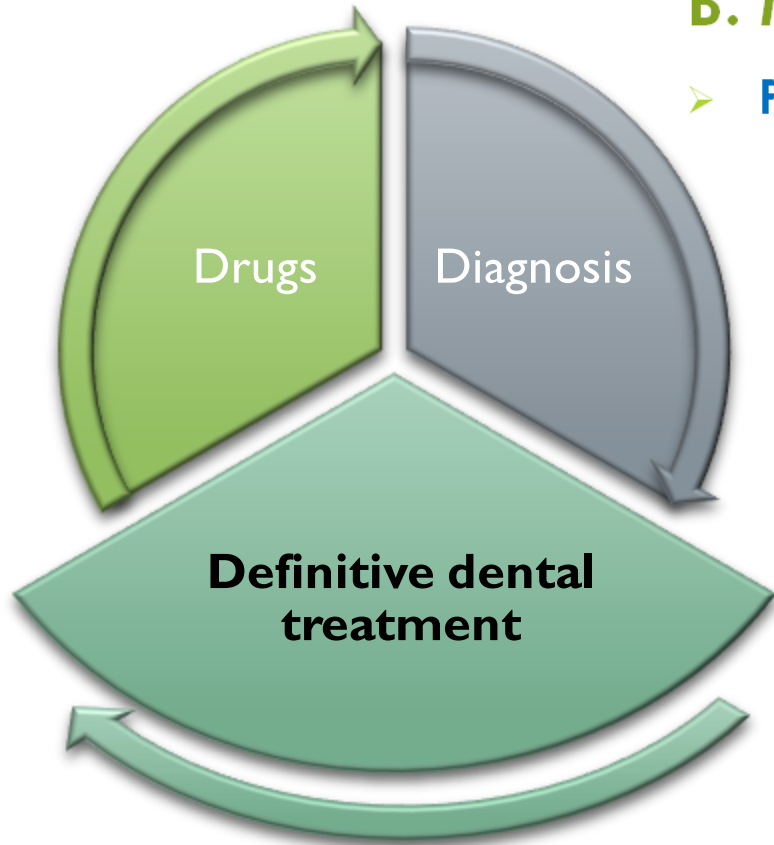 B.
Drugs
Diagnosis
Definitive dental
treatment